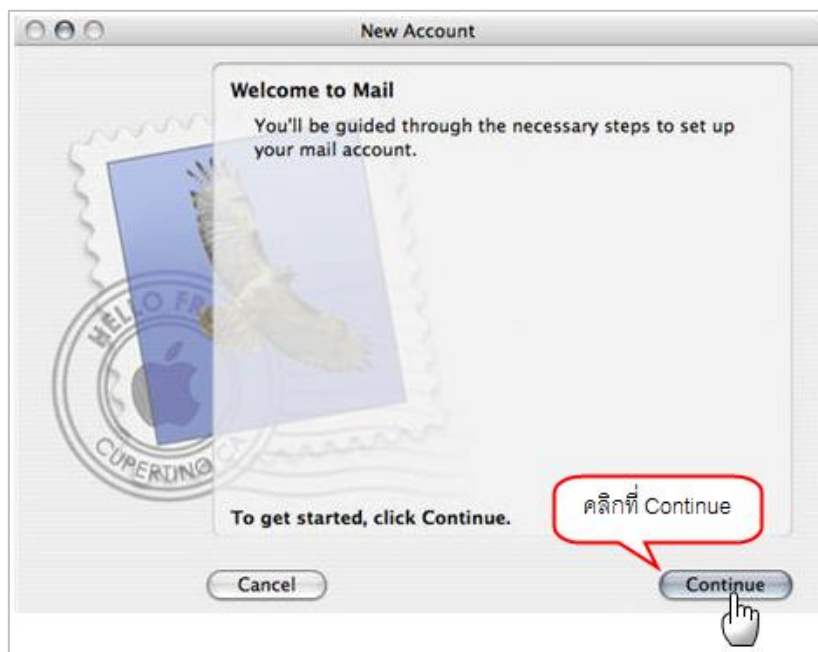 New Account
Welcome to Mail
You'll be guided through the necessary steps to set up
your mail account.
HELLO FR
CUPERTINO CA
To get started, click Continue.
คลิกที่ Continue
Cancel
Continue